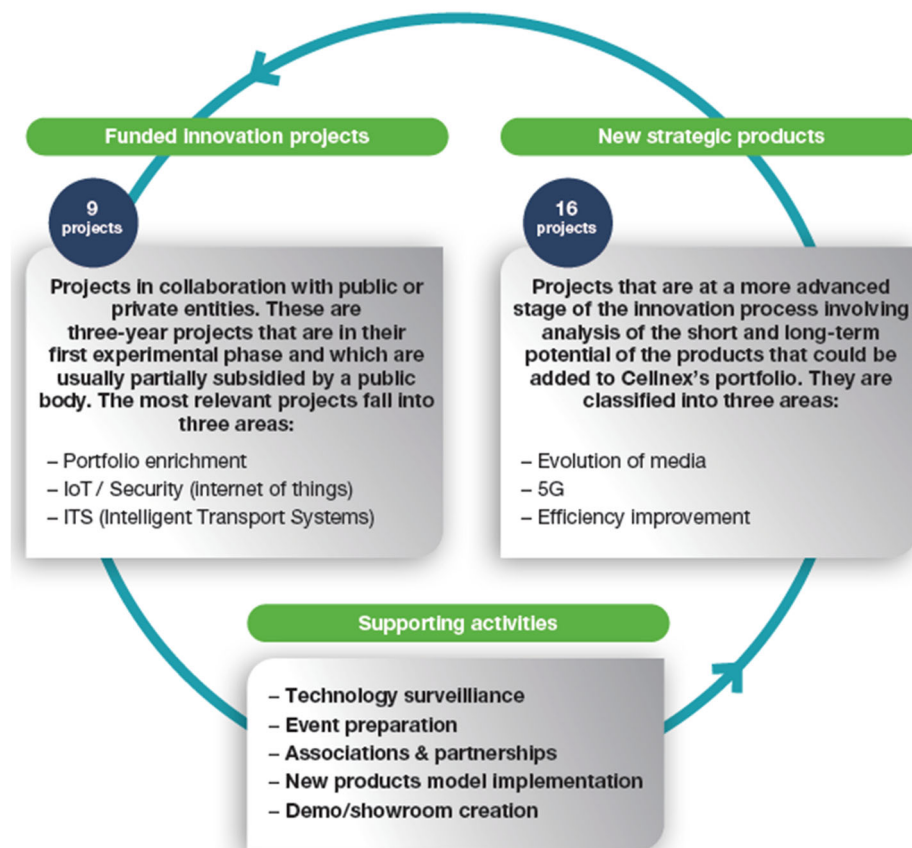 Funded innovation projects
9
projects
Projects in collaboration with public or
private entities. These are
three-year projects that are in their
first experimental phase and which are
usually partially subsidied by a public
body. The most relevant projects fall into
three areas:
– Portfolio enrichment
– IoT / Security (internet of things)
– ITS (Intelligent Transport Systems)
New strategic products
16
projects
Projects that are at a more advanced
stage of the innovation process involving
analysis of the short and long-term
potential of the products that could be
added to Cellnex's portfolio. They are
classified into three areas:
– Evolution of media
– 5G
– Efficiency improvement
Supporting activities
– Technology surveilliance
– Event preparation
– Associations & partnerships
– New products model implementation
– Demo/showroom creation